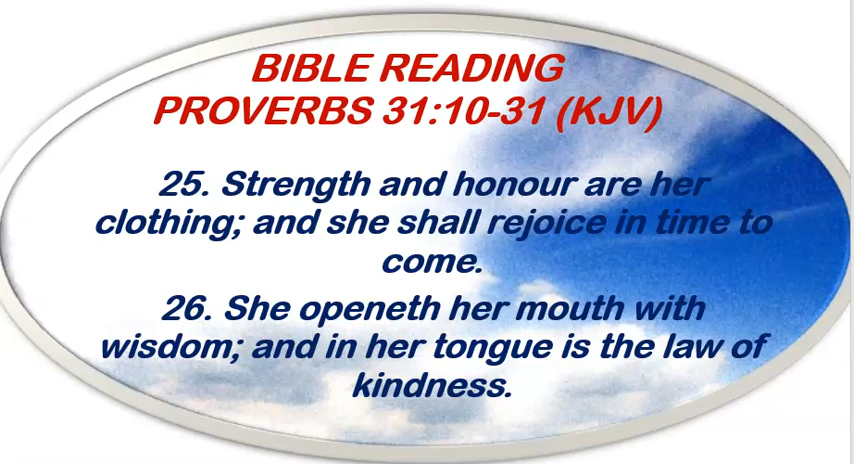 BIBLE READING
PROVERBS 31:10-31 (KJV)
25. Strength and honour are her
clothing; and she shall rejoice in time to
come.
26. She openeth her mouth with
wisdom; and in her tongue is the law of
kindness.